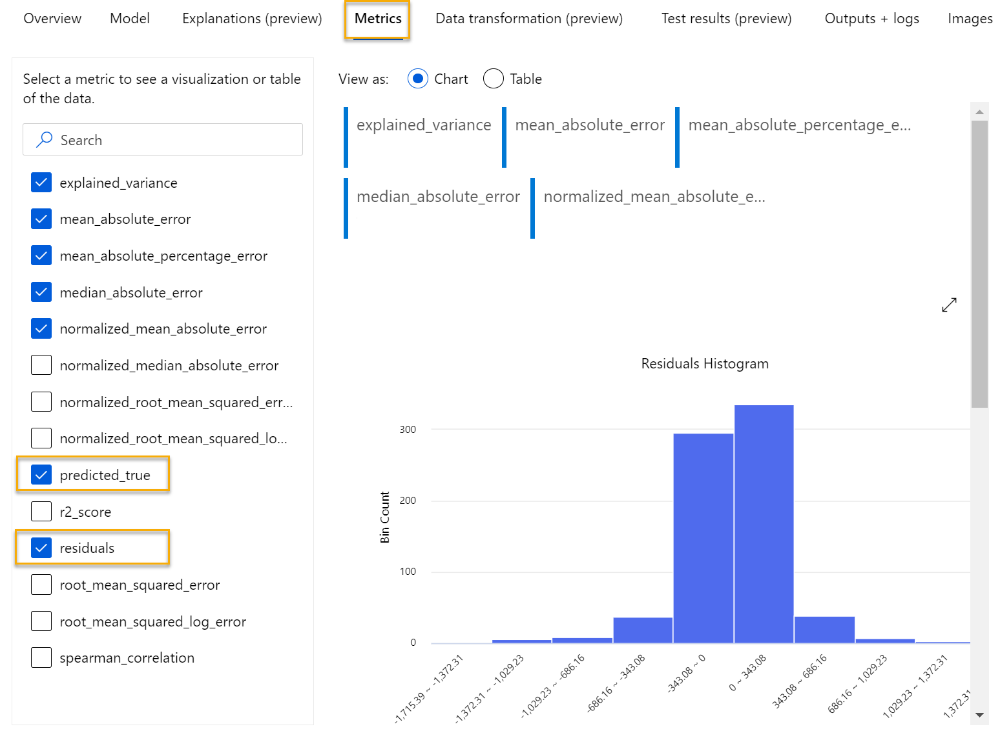 Overview Model Explanations (preview) Metrics Data transformation (preview) Test results (preview) Outputs + logs Images
Select a metric to see a visualization or table
of the data.
Search
explained_variance
mean_absolute_error
mean_absolute_percentage_error
median_absolute_error
normalized_mean_absolute_error
normalized_median_absolute_error
normalized_root_mean_squared_err...
normalized_root_mean_squared_lo...
predicted_true
r2_score
residuals
root_mean_squared_error
root_mean_squared_log_error
spearman_correlation
View as: Chart Table
explained_variance mean_absolute_error mean_absolute_percentage_e...
median_absolute_error normalized_mean_absolute_e...
Residuals Histogram
Bin Count
300
200
100
0
-1,715.39 ~ -1,372.31
-1,372.31 ~ -1,029.23
-1,029.23 ~ -686.16
-686.16 ~ -343.08
-343.08 ~ 0
0 ~ 343.08
343.08 ~ 686.16
686.16 ~ 1,029.23
1,029.23 ~ 1,372.31
1,372.31